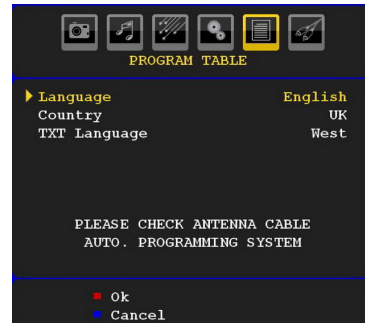 PROGRAM TABLE
Language English
Country UK
TXT Language West
PLEASE CHECK ANTENNA CABLE
AUTO. PROGRAMMING SYSTEM
Ok
Cancel